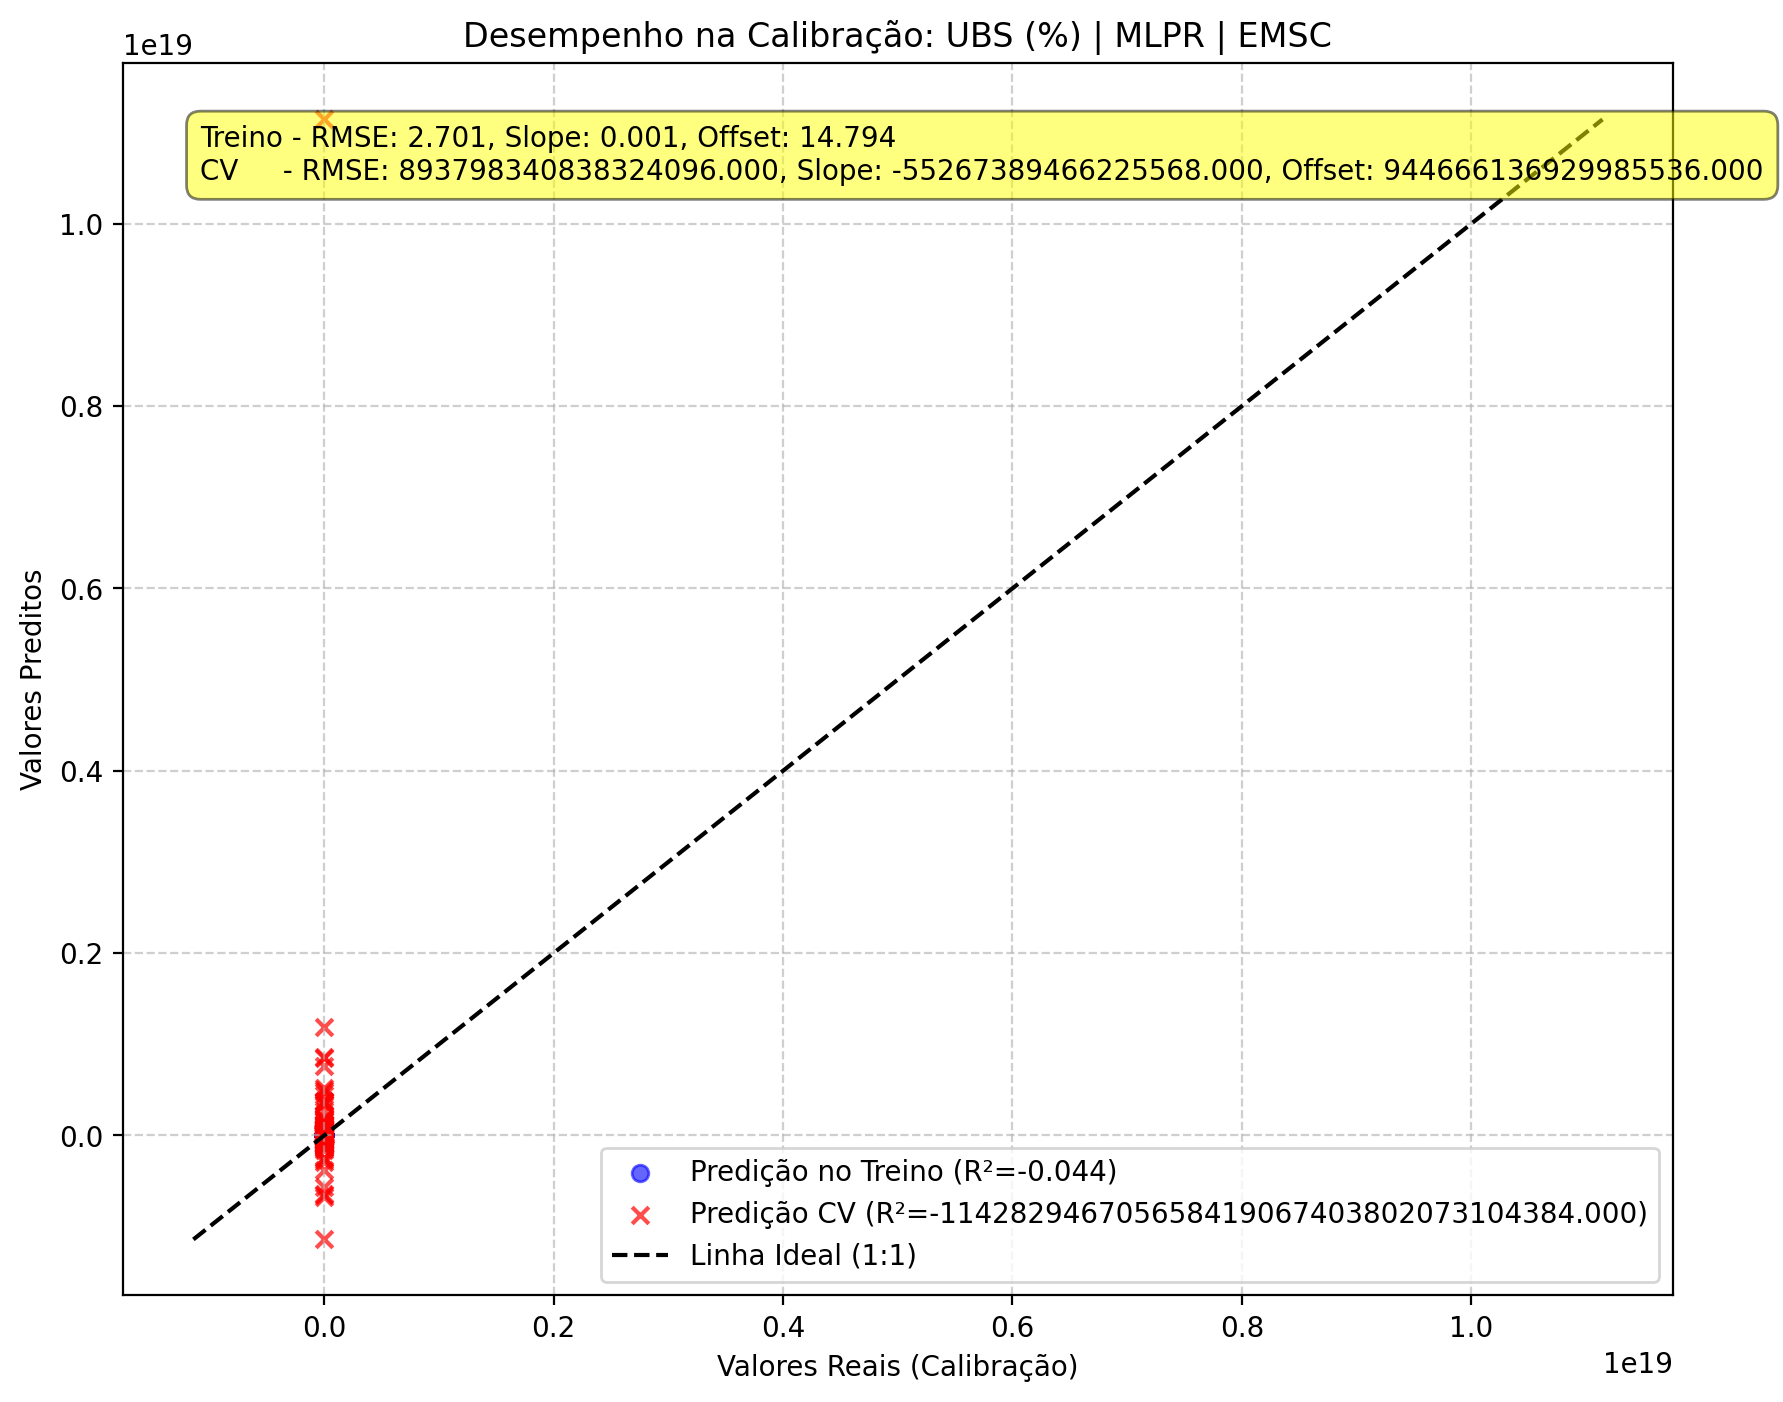 Desempenho na Calibração: UBS (%) | MLPR | EMSC
1e19
Treino - RMSE: 2.701, Slope: 0.001, Offset: 14.794
CV - RMSE: 893798340838324096.000, Slope: -55267389466225568.000, Offset: 944666136929985536.000
1.0
0.8
0.6
0.4
0.2
0.0
Valores Preditos
Predição no Treino (R²=-0.044)
Predição CV (R²=-114282946705658419067403802073104384.000)
Linha Ideal (1:1)
0.0 0.2 0.4 0.6 0.8 1.0
1e19
Valores Reais (Calibração)